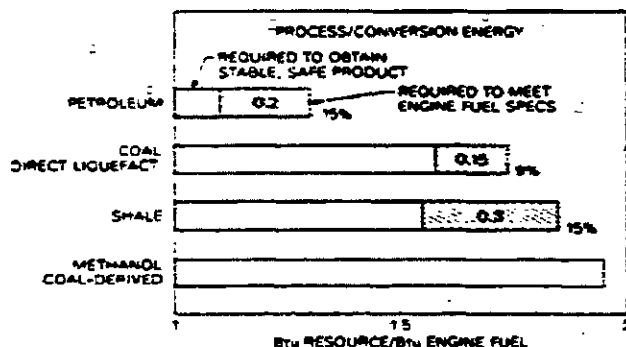 PROCESS/CONVERSION ENERGY
REQUIRED TO OBTAIN
STABLE, SAFE PRODUCT
PETROLEUM
0.2
REQUIRED TO MEET
ENGINE FUEL SPECS
15%
COAL
DIRECT LIQUEFACT
0.15
9%
SHALE
0.3
15%
METHANOL
COAL-DERIVED
1
1.5
2
BTU RESOURCE/BTU ENGINE FUEL